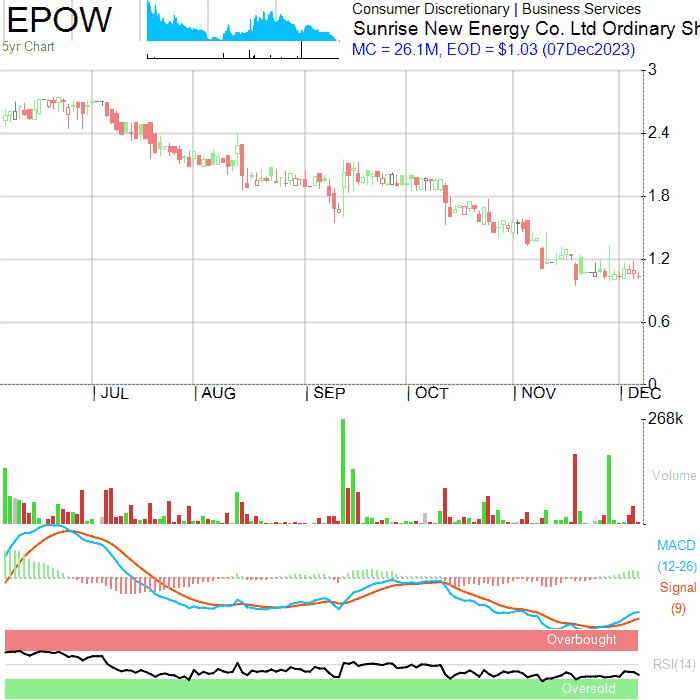 EPOW
5yr Chart
Consumer Discretionary | Business Services
Sunrise New Energy Co. Ltd Ordinary Sh
MC = 26.1M, EOD = $1.03 (07Dec2023)
3
2.4
1.8
1.2
0.6
0
JUL AUG SEP OCT NOV DEC
268k
Volume
MACD
(12-26)
Signal
(9)
Overbought
RSI(14)
Oversold